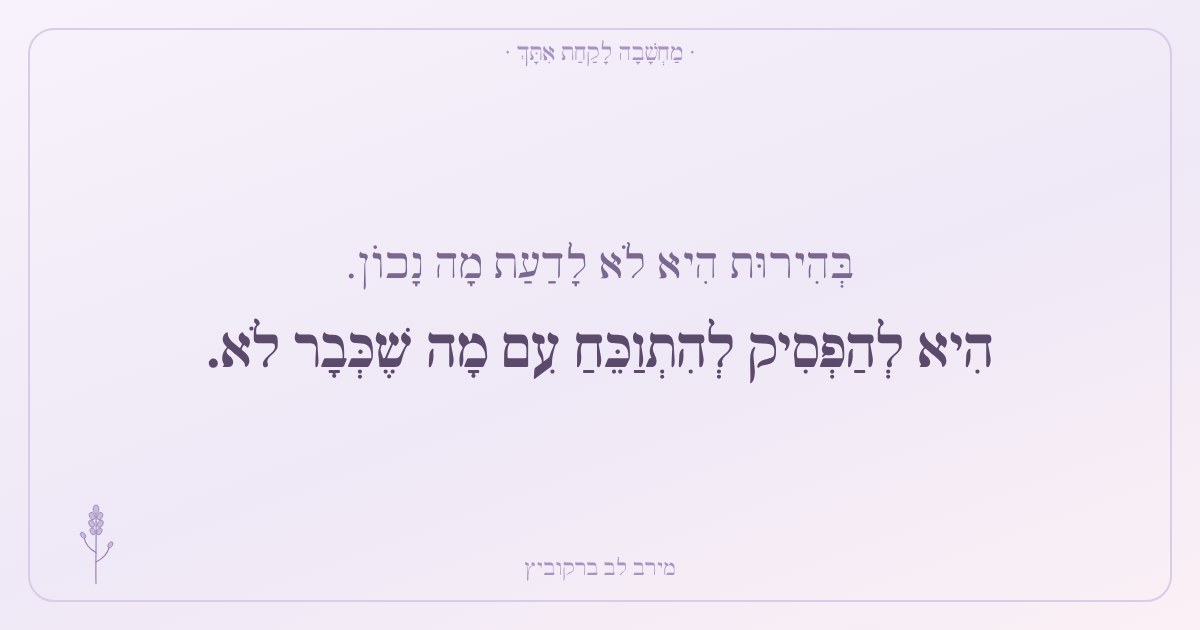 · מַחְשָׁבָה לָקַחַת אִתָּךְ ·
בְּהִירוּת הִיא לֹא לָדַעַת מָה נָכוֹן.
הִיא לְהַפְסִיק לְהִתְוַכֵּחַ עִם מָה שֶׁכְּבָר לֹא.
מירב לב ברקוביץ